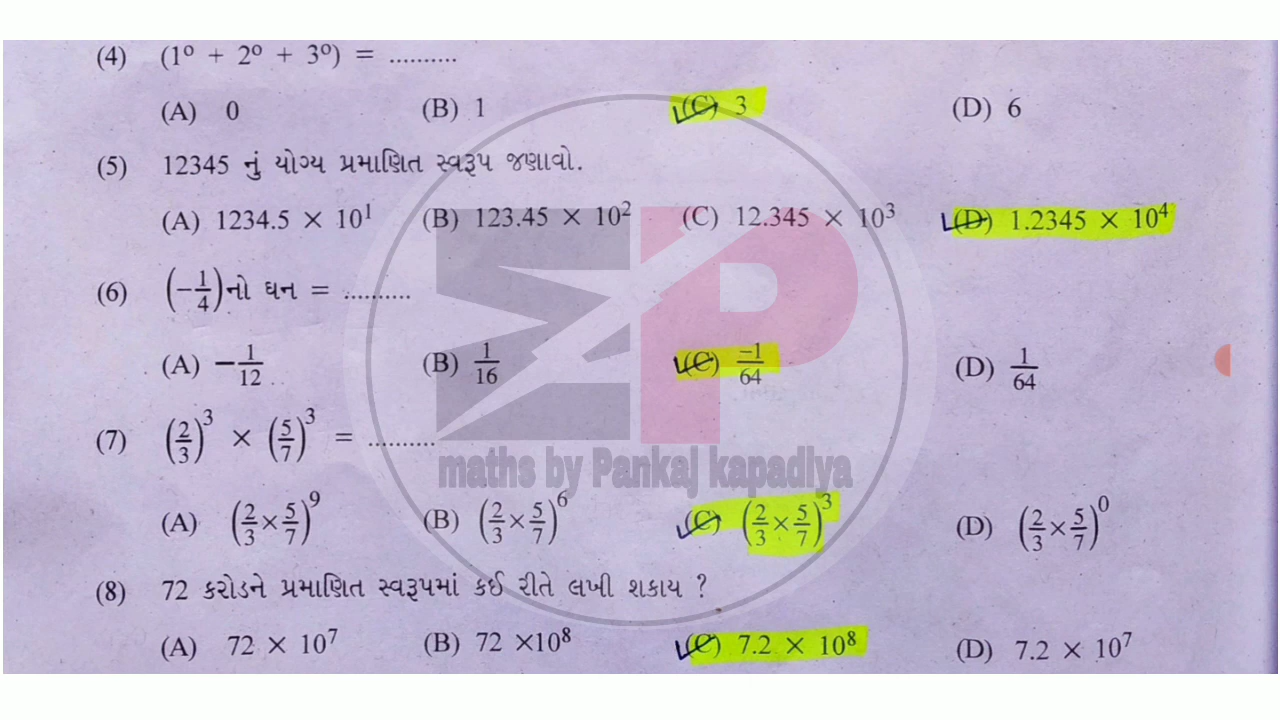 (4) (1⁰ + 2⁰ + 3⁰) = ..........
(A) 0 (B) 1 (C) 3 (D) 6
(5) 12345 નું યોગ્ય પ્રમાણિત સ્વરૂપ જણાવો.
(A) 1234.5 × 10¹ (B) 123.45 × 10² (C) 12.345 × 10³ (D) 1.2345 × 10⁴
(6) (−1/4)નો ઘન = ..........
(A) −1/12 (B) 1/16 (C) −1/64 (D) 1/64
(7) (2/3)³ × (5/7)³ = ..........
maths by Pankaj kapadiya
(A) (2/3 × 5/7)⁹ (B) (2/3 × 5/7)⁶ (C) (2/3 × 5/7)³ (D) (2/3 × 5/7)⁰
(8) 72 કરોડને પ્રમાણિત સ્વરૂપમાં કઈ રીતે લખી શકાય ?
(A) 72 × 10⁷ (B) 72 ×10⁸ (C) 7.2 × 10⁸ (D) 7.2 × 10⁷